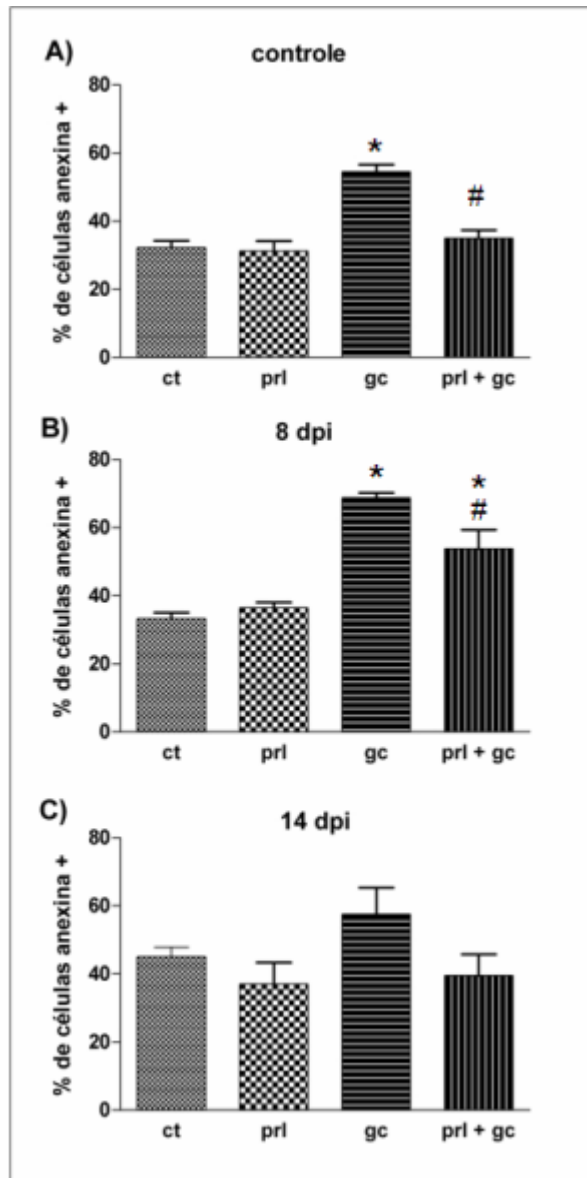 A)
controle
% de células anexina +
80
60
40
20
0
*
#
ct prl gc prl + gc
B)
8 dpi
% de células anexina +
80
60
40
20
0
*
*
#
ct prl gc prl + gc
C)
14 dpi
% de células anexina +
80
60
40
20
0
ct prl gc prl + gc